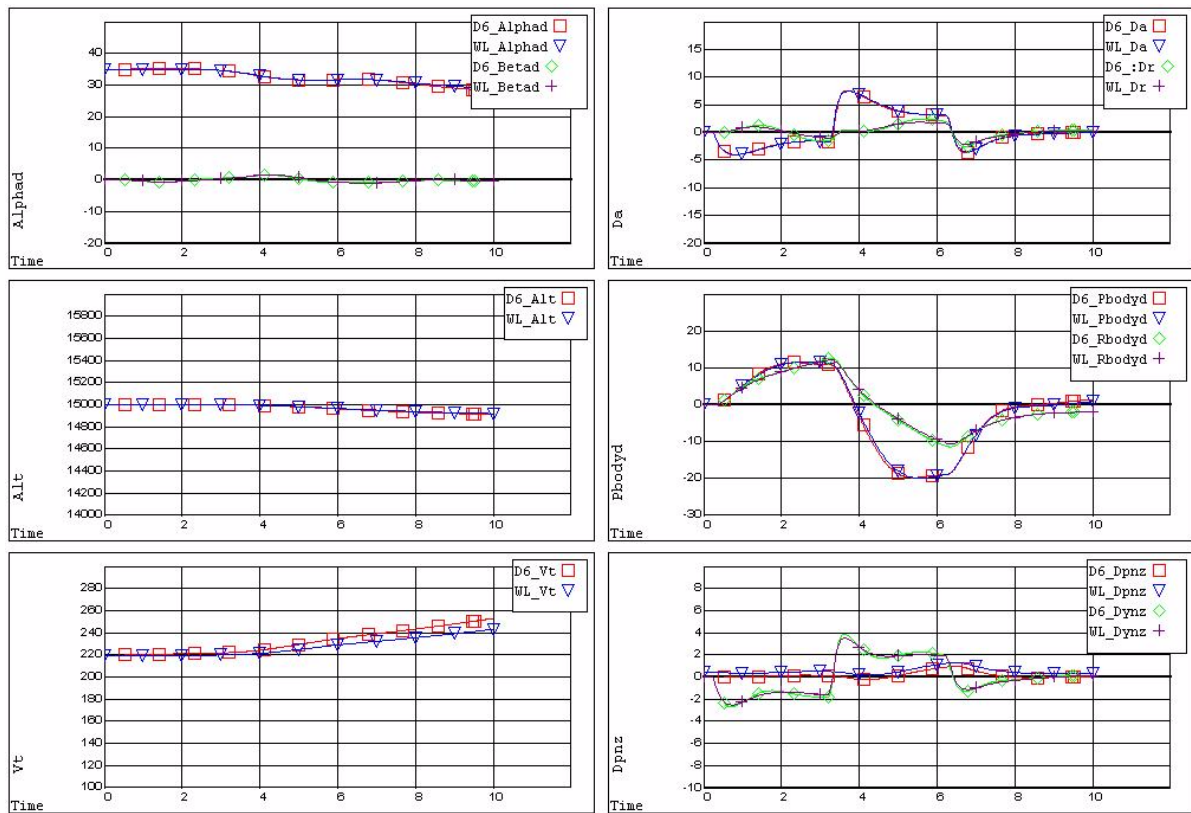 D6_Alphad
WL_Alphad
D6_Betad
WL_Betad
40
30
20
10
0
-10
-20
Alphad
0 2 4 6 8 10
Time
D6_Da
WL_Da
D6_:Dr
WL_Dr
15
10
5
0
-5
-10
-15
-20
Da
0 2 4 6 8 10
Time
D6_Alt
WL_Alt
15800
15600
15400
15200
15000
14800
14600
14400
14200
14000
Alt
0 2 4 6 8 10
Time
D6_Pbodyd
WL_Pbodyd
D6_Rbodyd
WL_Rbodyd
20
10
0
-10
-20
-30
Pbodyd
0 2 4 6 8 10
Time
D6_Vt
WL_Vt
280
260
240
220
200
180
160
140
120
100
Vt
0 2 4 6 8 10
Time
D6_Dpnz
WL_Dpnz
D6_Dynz
WL_Dynz
8
6
4
2
0
-2
-4
-6
-8
-10
Dpnz
0 2 4 6 8 10
Time